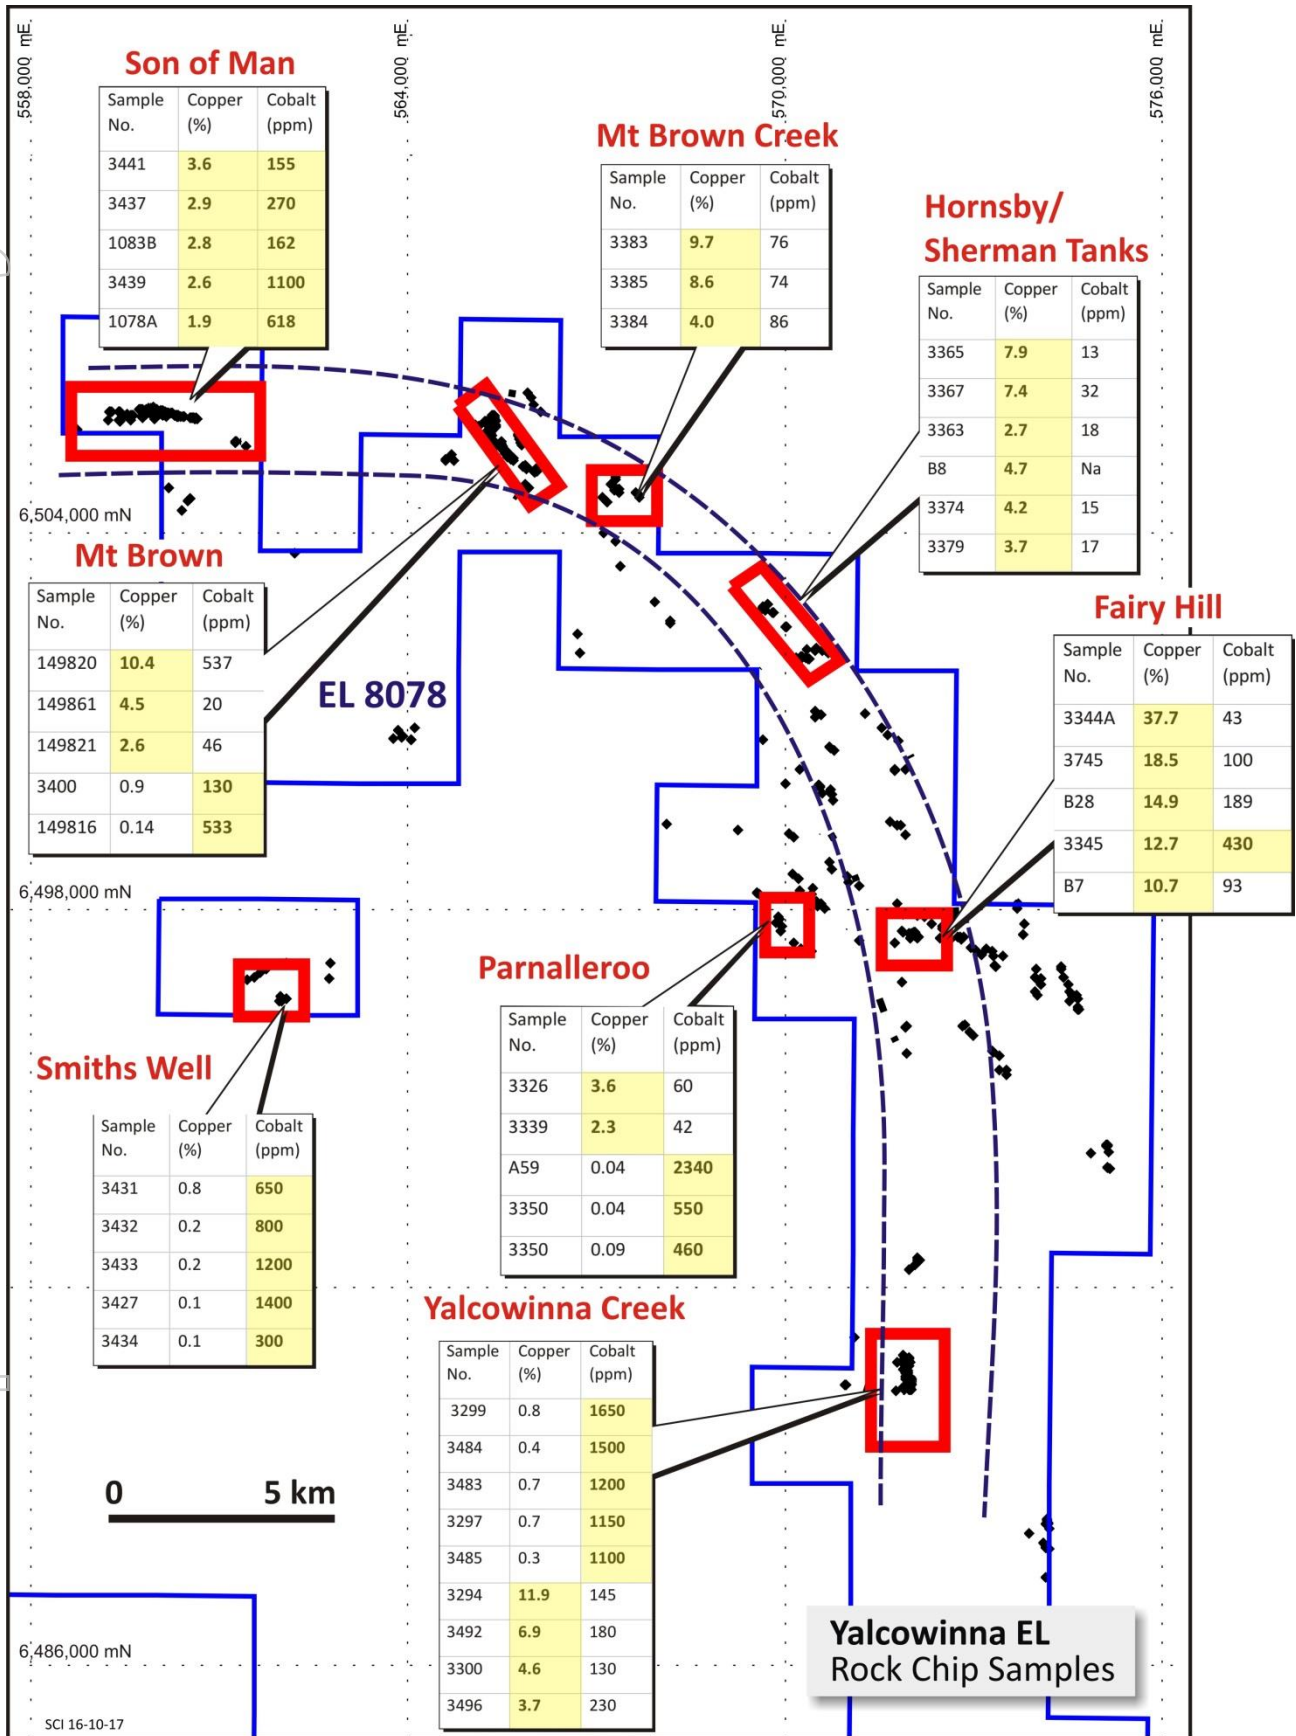 558,000 mE.
564,000 mE.
570,000 mE.
576,000 mE.
Son of Man
Sample No. Copper (%) Cobalt (ppm)
3441 3.6 155
3437 2.9 270
1083B 2.8 162
3439 2.6 1100
1078A 1.9 618
Mt Brown Creek
Sample No. Copper (%) Cobalt (ppm)
3383 9.7 76
3385 8.6 74
3384 4.0 86
Hornsby/
Sherman Tanks
Sample No. Copper (%) Cobalt (ppm)
3365 7.9 13
3367 7.4 32
3363 2.7 18
B8 4.7 Na
3374 4.2 15
3379 3.7 17
6,504,000 mN
Mt Brown
Sample No. Copper (%) Cobalt (ppm)
149820 10.4 537
149861 4.5 20
149821 2.6 46
3400 0.9 130
149816 0.14 533
EL 8078
Fairy Hill
Sample No. Copper (%) Cobalt (ppm)
3344A 37.7 43
3745 18.5 100
B28 14.9 189
3345 12.7 430
B7 10.7 93
6,498,000 mN
Parnalleroo
Sample No. Copper (%) Cobalt (ppm)
3326 3.6 60
3339 2.3 42
A59 0.04 2340
3350 0.04 550
3350 0.09 460
Smiths Well
Sample No. Copper (%) Cobalt (ppm)
3431 0.8 650
3432 0.2 800
3433 0.2 1200
3427 0.1 1400
3434 0.1 300
Yalcowinna Creek
Sample No. Copper (%) Cobalt (ppm)
3299 0.8 1650
3484 0.4 1500
3483 0.7 1200
3297 0.7 1150
3485 0.3 1100
3294 11.9 145
3492 6.9 180
3300 4.6 130
3496 3.7 230
0 5 km
6,486,000 mN
Yalcowinna EL
Rock Chip Samples
SCI 16-10-17